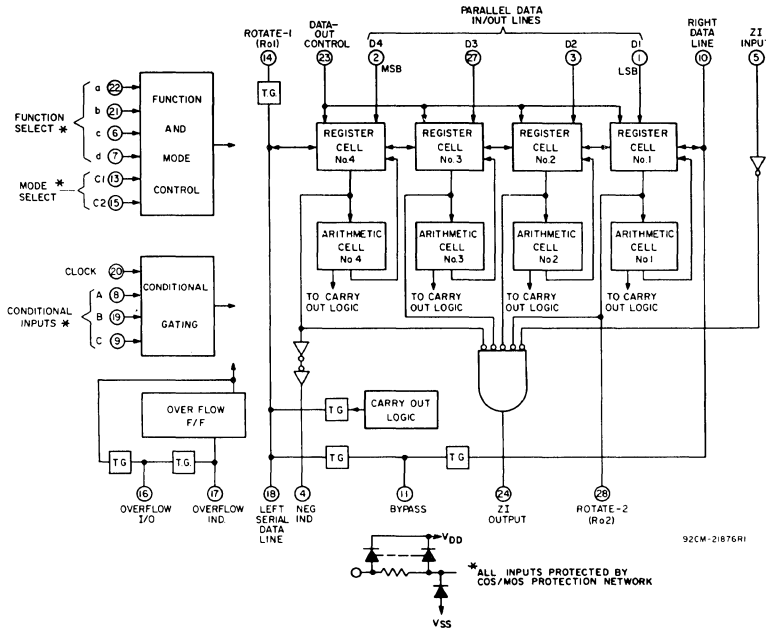 PARALLEL DATA
IN/OUT LINES
ROTATE-1
(Ro1)
14
DATA-
OUT
CONTROL
23
D4
2
MSB
D3
27
D2
3
D1
1
LSB
RIGHT
DATA
LINE
10
ZI
INPUT
5
T.G.
FUNCTION
SELECT *
a 22
b 21
c 6
d 7
MODE *
SELECT
C1 13
C2 15
FUNCTION
AND
MODE
CONTROL
REGISTER
CELL
No.4
REGISTER
CELL
No.3
REGISTER
CELL
No.2
REGISTER
CELL
No.1
ARITHMETIC
CELL
No 4
ARITHMETIC
CELL
No.3
ARITHMETIC
CELL
No 2
ARITHMETIC
CELL
No 1
TO CARRY
OUT LOGIC
TO CARRY
OUT LOGIC
TO CARRY
OUT LOGIC
TO CARRY
OUT LOGIC
CLOCK 20
CONDITIONAL
INPUTS *
A 8
B 19
C 9
CONDITIONAL
GATING
OVER FLOW
F/F
T G
T.G.
16
OVERFLOW
I/O
17
OVERFLOW
IND.
T G
CARRY OUT
LOGIC
T G
T G
18
LEFT
SERIAL
DATA
LINE
4
NEG
IND
11
BYPASS
24
ZI
OUTPUT
28
ROTATE-2
(Ro2)
92CM-21876R1
VDD
*ALL INPUTS PROTECTED BY
COS/MOS PROTECTION NETWORK
VSS